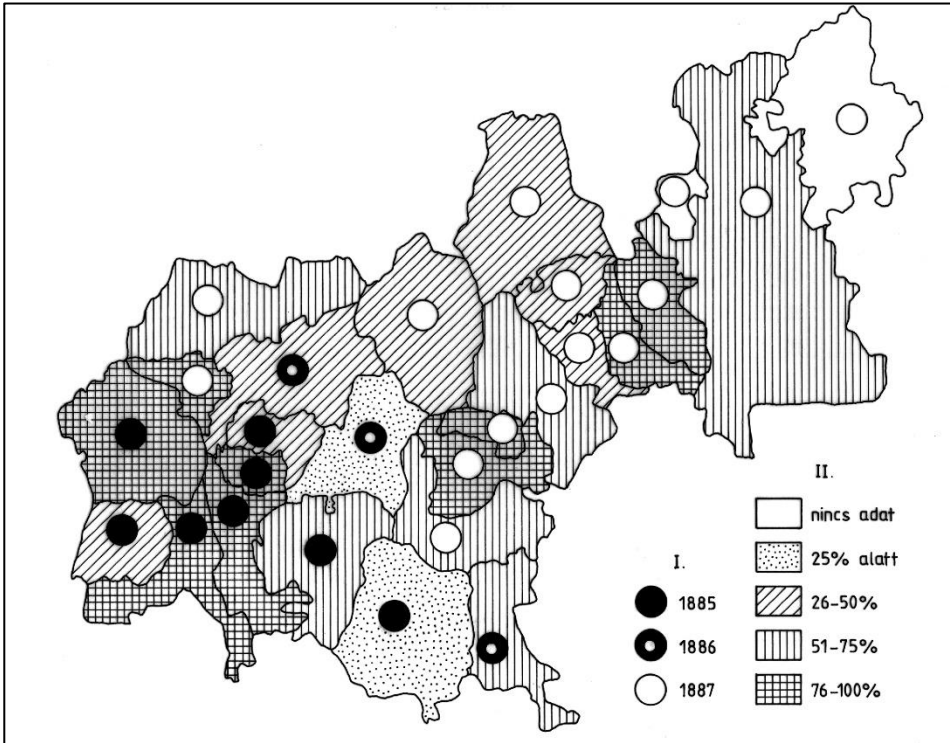 II.
nincs adat
25% alatt
26-50%
51-75%
76-100%
I.
1885
1886
1887